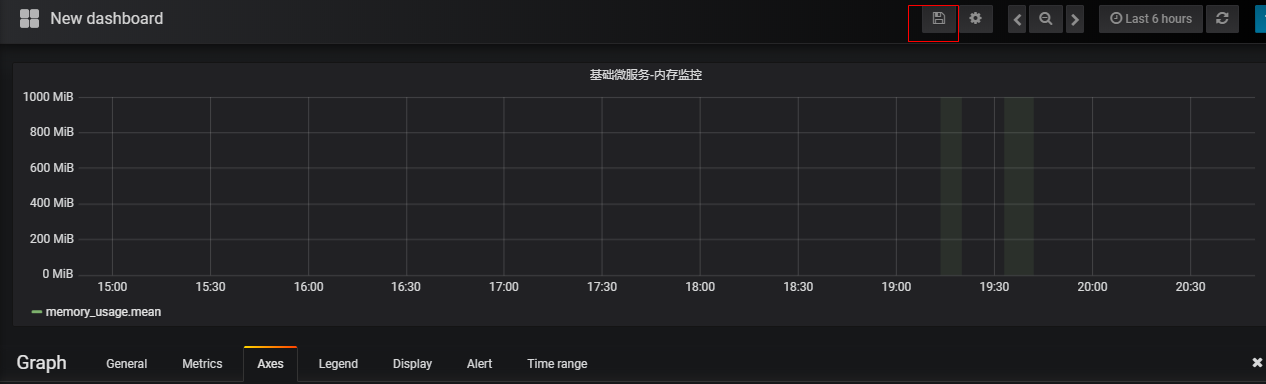 New dashboard
Last 6 hours
基础微服务-内存监控
1000 MiB
800 MiB
600 MiB
400 MiB
200 MiB
0 MiB
15:00 15:30 16:00 16:30 17:00 17:30 18:00 18:30 19:00 19:30 20:00 20:30
memory_usage.mean
Graph General Metrics Axes Legend Display Alert Time range